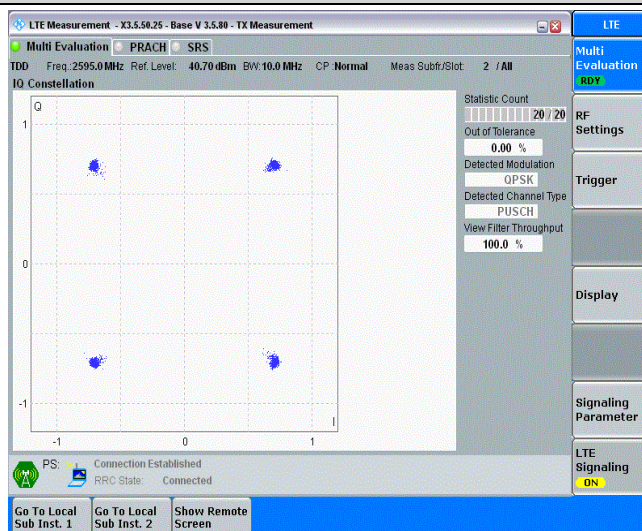 LTE Measurement - X3.5.50.25 - Base V 3.5.80 - TX Measurement
LTE
Multi Evaluation PRACH SRS
Multi Evaluation
RDY
TDD Freq.:2595.0 MHz Ref. Level: 40.70 dBm BW:10.0 MHz CP :Normal Meas Subfr./Slot: 2 / All
IQ Constellation
Q
1
0
-1
I
-1 0 1
Statistic Count
20 / 20
Out of Tolerance
0.00 %
Detected Modulation
QPSK
Detected Channel Type
PUSCH
View Filter Throughput
100.0 %
RF Settings
Trigger
Display
Signaling Parameter
LTE Signaling
ON
PS: Connection Established
RRC State: Connected
Go To Local Sub Inst. 1
Go To Local Sub Inst. 2
Show Remote Screen